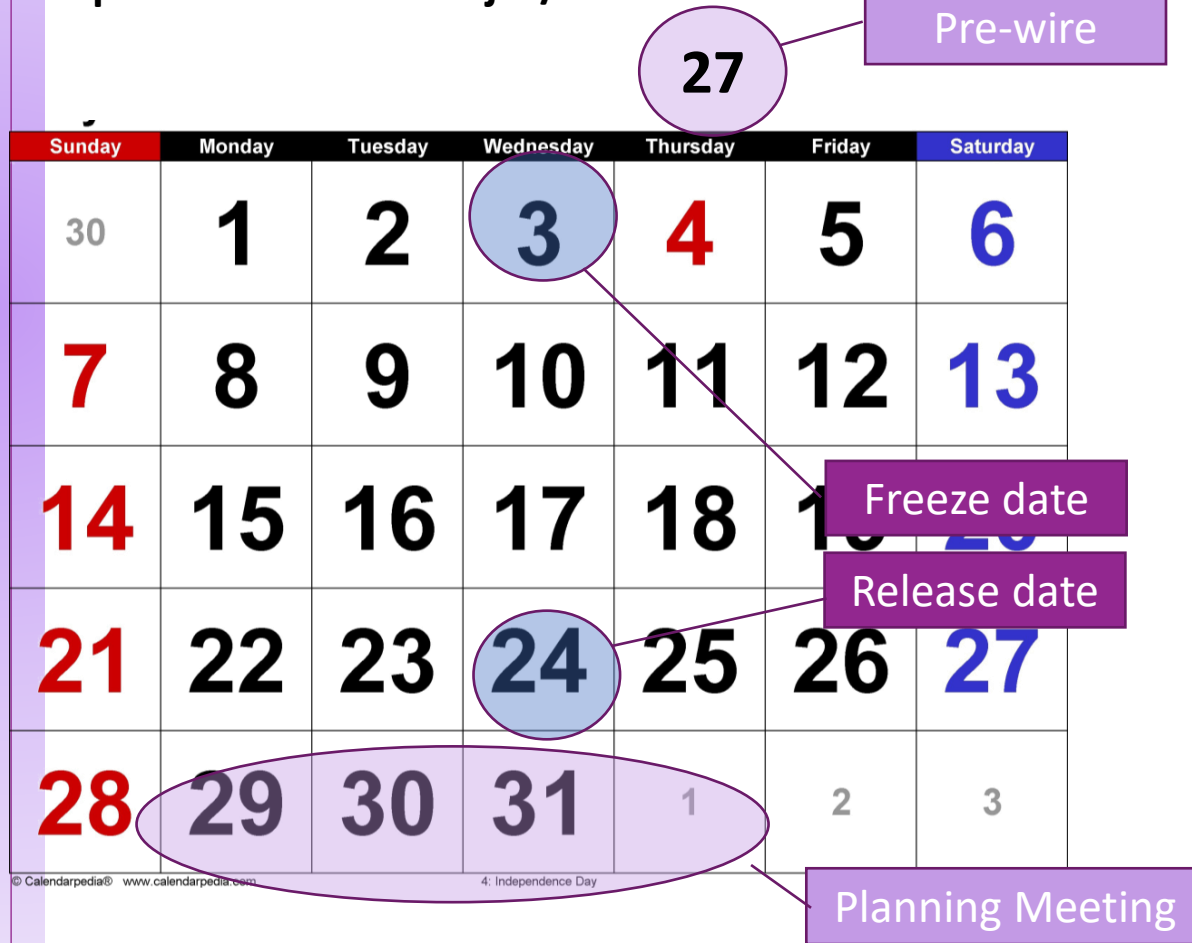 Pre-wire
27
Sunday Monday Tuesday Wednesday Thursday Friday Saturday
30 1 2 3 4 5 6
7 8 9 10 11 12 13
Freeze date
14 15 16 17 18
Release date
21 22 23 24 25 26 27
28 29 30 31 1 2 3
© Calendarpedia® www.calendarpedia.com 4: Independence Day
Planning Meeting